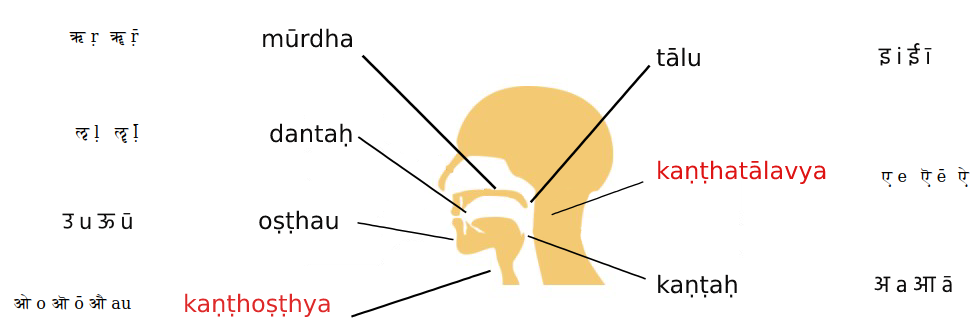 ऋ ṛ ॠ ṝ
mūrdha
tālu
इ i ई ī
ऌ ḷ ॡ ḹ
dantaḥ
kaṇṭhatālavya
ए e ऎ ē ऐ
उ u ऊ ū
oṣṭhau
kaṇṭaḥ
अ a आ ā
ओ o ऒ ō औ au
kaṇṭhoṣṭhya